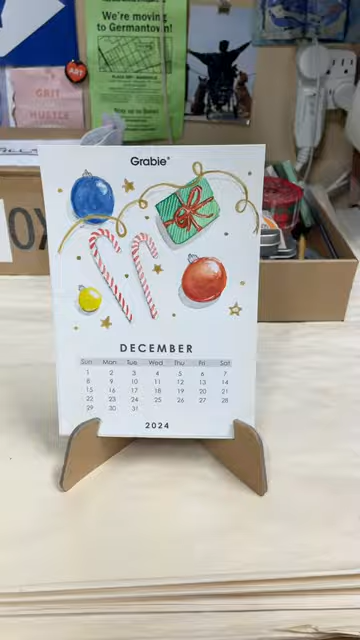 We're moving
to Germantown!
ART
GRIT
HUSTLE
Grabie
DECEMBER
Sun Mon Tue Wed Thu Fri Sat
1 2 3 4 5 6 7
8 9 10 11 12 13 14
15 16 17 18 19 20 21
22 23 24 25 26 27 28
29 30 31
2024